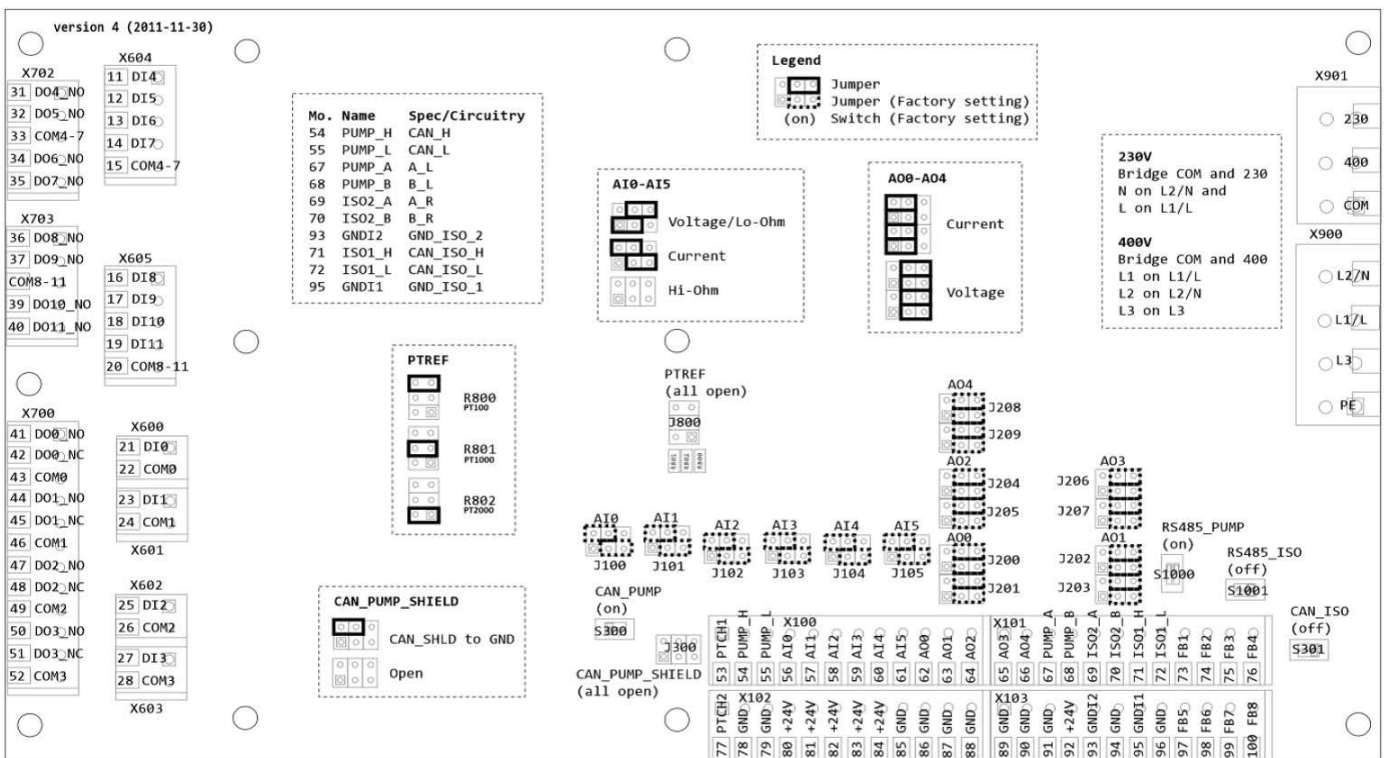 version 4 (2011-11-30)
X702
31 DO4_NO
32 DO5_NO
33 COM4-7
34 DO6_NO
35 DO7_NO
X703
36 DO8_NO
37 DO9_NO
COM8-11
39 DO10_NO
40 DO11_NO
X700
41 DO0_NO
42 DO0_NC
43 COM0
44 DO1_NO
45 DO1_NC
46 COM1
47 DO2_NO
48 DO2_NC
49 COM2
50 DO3_NO
51 DO3_NC
52 COM3
X604
11 DI4
12 DI5
13 DI6
14 DI7
15 COM4-7
X605
16 DI8
17 DI9
18 DI10
19 DI11
20 COM8-11
X600
21 DI0
22 COM0
23 DI1
24 COM1
X601
X602
25 DI2
26 COM2
27 DI3
28 COM3
X603
Mo. Name Spec/Circuitry
54 PUMP_H CAN_H
55 PUMP_L CAN_L
67 PUMP_A A_L
68 PUMP_B B_L
69 ISO2_A A_R
70 ISO2_B B_R
93 GNDI2 GND_ISO_2
71 ISO1_H CAN_ISO_H
72 ISO1_L CAN_ISO_L
95 GNDI1 GND_ISO_1
PTREF
R800
PT100
R801
PT1000
R802
PT2000
CAN_PUMP_SHIELD
CAN_SHLD to GND
Open
Legend
Jumper
Jumper (Factory setting)
(on) Switch (Factory setting)
AI0-AI5
Voltage/Lo-Ohm
Current
Hi-Ohm
AO0-AO4
Current
Voltage
230V
Bridge COM and 230
N on L2/N and
L on L1/L
400V
Bridge COM and 400
L1 on L1/L
L2 on L2/N
L3 on L3
X901
230
400
COM
X900
L2/N
L1/L
L3
PE
PTREF
(all open)
J800
AO4
J208
J209
AO2
J204
J205
AO3
J206
J207
AO0
J200
J201
AO1
J202
J203
AI0
J100
AI1
J101
AI2
J102
AI3
J103
AI4
J104
AI5
J105
RS485_PUMP
(on)
S1000
RS485_ISO
(off)
S1001
CAN_ISO
(off)
S301
CAN_PUMP
(on)
S300
J300
CAN_PUMP_SHIELD
(all open)
X100
53 PTCH1
54 PUMP_H
55 PUMP_L
56 AI0
57 AI1
58 AI2
59 AI3
60 AI4
61 AI5
62 AO0
63 AO1
64 AO2
X101
65 AO3
66 AO4
67 PUMP_A
68 PUMP_B
69 ISO2_A
70 ISO2_B
71 ISO1_H
72 ISO1_L
73 FB1
74 FB2
75 FB3
76 FB4
X102
77 PTCH2
78 GND
79 GND
80 +24V
81 +24V
82 +24V
83 +24V
84 +24V
85 GND
86 GND
87 GND
88 GND
X103
89 GND
90 GND
91 GND
92 +24V
93 GNDI2
94 GND
95 GNDI1
96 GND
97 FB5
98 FB6
99 FB7
100 FB8